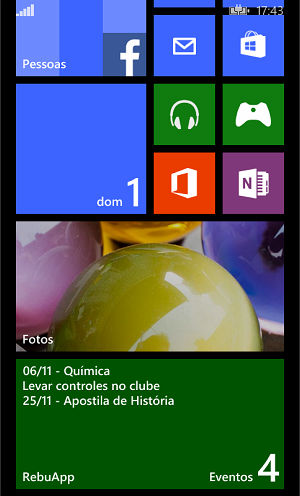 17:43
Pessoas
dom 1
Fotos
06/11 - Química
Levar controles no clube
25/11 - Apostila de História
RebuApp
Eventos 4